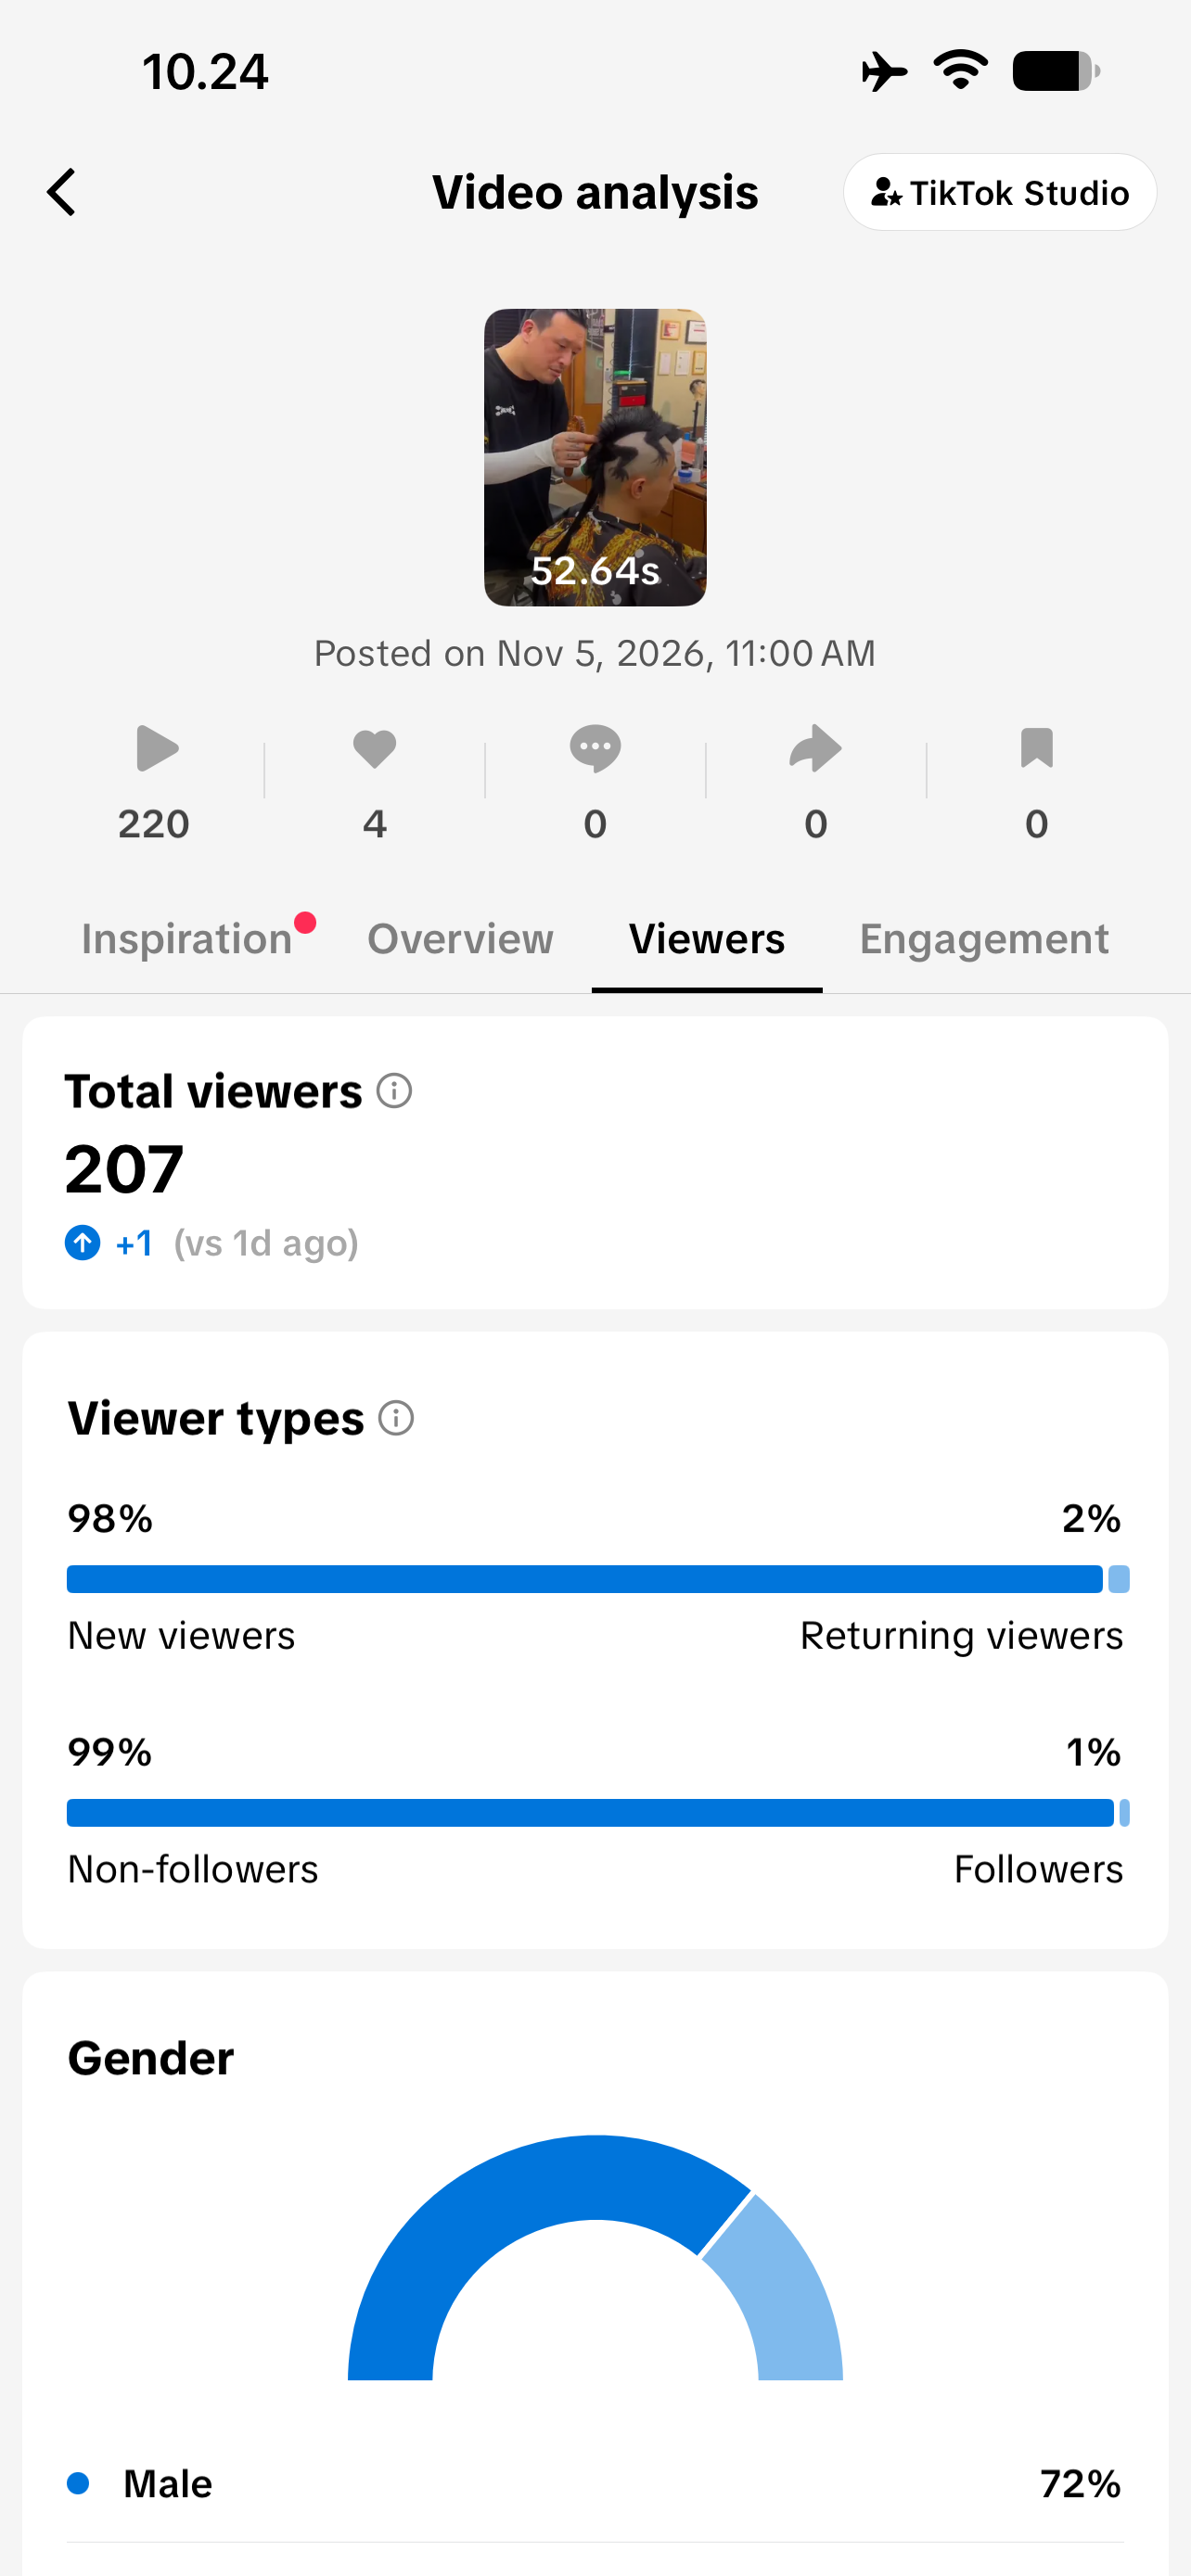 10.24
Video analysis
TikTok Studio
52.64s
Posted on Nov 5, 2026, 11:00 AM
220
4
0
0
0
Inspiration
Overview
Viewers
Engagement
Total viewers
207
+1 (vs 1d ago)
Viewer types
98%
2%
New viewers
Returning viewers
99%
1%
Non-followers
Followers
Gender
Male
72%